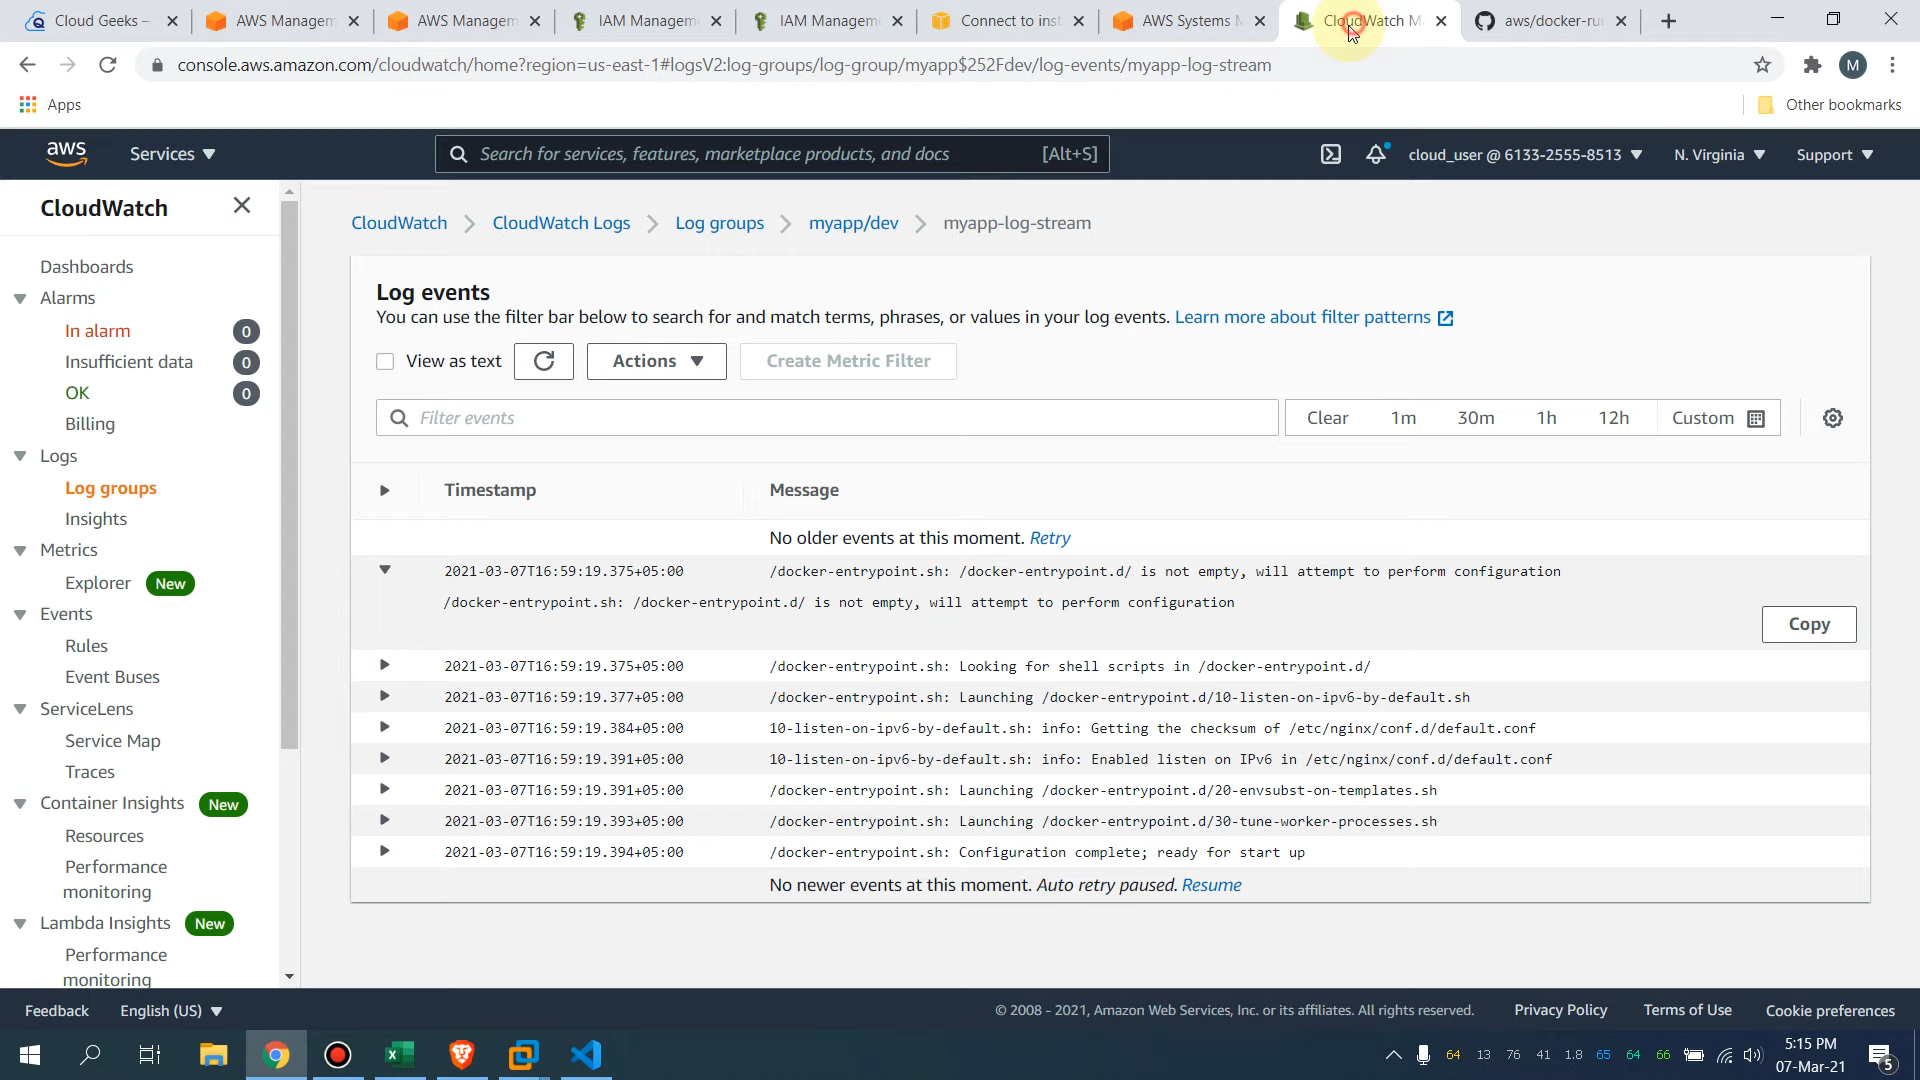 Cloud Geeks –
AWS Managem
AWS Managem
IAM Managem
IAM Manageme
Connect to inst
AWS Systems M
CloudWatch M
aws/docker-ru
console.aws.amazon.com/cloudwatch/home?region=us-east-1#logsV2:log-groups/log-group/myapp$252Fdev/log-events/myapp-log-stream
M
Apps
Other bookmarks
aws
Services
Search for services, features, marketplace products, and docs [Alt+S]
cloud_user @ 6133-2555-8513
N. Virginia
Support
CloudWatch
Dashboards
Alarms
In alarm 0
Insufficient data 0
OK 0
Billing
Logs
Log groups
Insights
Metrics
Explorer New
Events
Rules
Event Buses
ServiceLens
Service Map
Traces
Container Insights New
Resources
Performance
monitoring
Lambda Insights New
Performance
monitoring
CloudWatch
CloudWatch Logs
Log groups
myapp/dev
myapp-log-stream
Log events
You can use the filter bar below to search for and match terms, phrases, or values in your log events. Learn more about filter patterns
View as text
Actions
Create Metric Filter
Filter events
Clear 1m 30m 1h 12h Custom
Timestamp Message
No older events at this moment. Retry
2021-03-07T16:59:19.375+05:00 /docker-entrypoint.sh: /docker-entrypoint.d/ is not empty, will attempt to perform configuration
/docker-entrypoint.sh: /docker-entrypoint.d/ is not empty, will attempt to perform configuration
Copy
2021-03-07T16:59:19.375+05:00 /docker-entrypoint.sh: Looking for shell scripts in /docker-entrypoint.d/
2021-03-07T16:59:19.377+05:00 /docker-entrypoint.sh: Launching /docker-entrypoint.d/10-listen-on-ipv6-by-default.sh
2021-03-07T16:59:19.384+05:00 10-listen-on-ipv6-by-default.sh: info: Getting the checksum of /etc/nginx/conf.d/default.conf
2021-03-07T16:59:19.391+05:00 10-listen-on-ipv6-by-default.sh: info: Enabled listen on IPv6 in /etc/nginx/conf.d/default.conf
2021-03-07T16:59:19.391+05:00 /docker-entrypoint.sh: Launching /docker-entrypoint.d/20-envsubst-on-templates.sh
2021-03-07T16:59:19.393+05:00 /docker-entrypoint.sh: Launching /docker-entrypoint.d/30-tune-worker-processes.sh
2021-03-07T16:59:19.394+05:00 /docker-entrypoint.sh: Configuration complete; ready for start up
No newer events at this moment. Auto retry paused. Resume
Feedback
English (US)
© 2008 - 2021, Amazon Web Services, Inc. or its affiliates. All rights reserved.
Privacy Policy
Terms of Use
Cookie preferences
64 13 76 41 1.8 65 64 66
5:15 PM
07-Mar-21
5